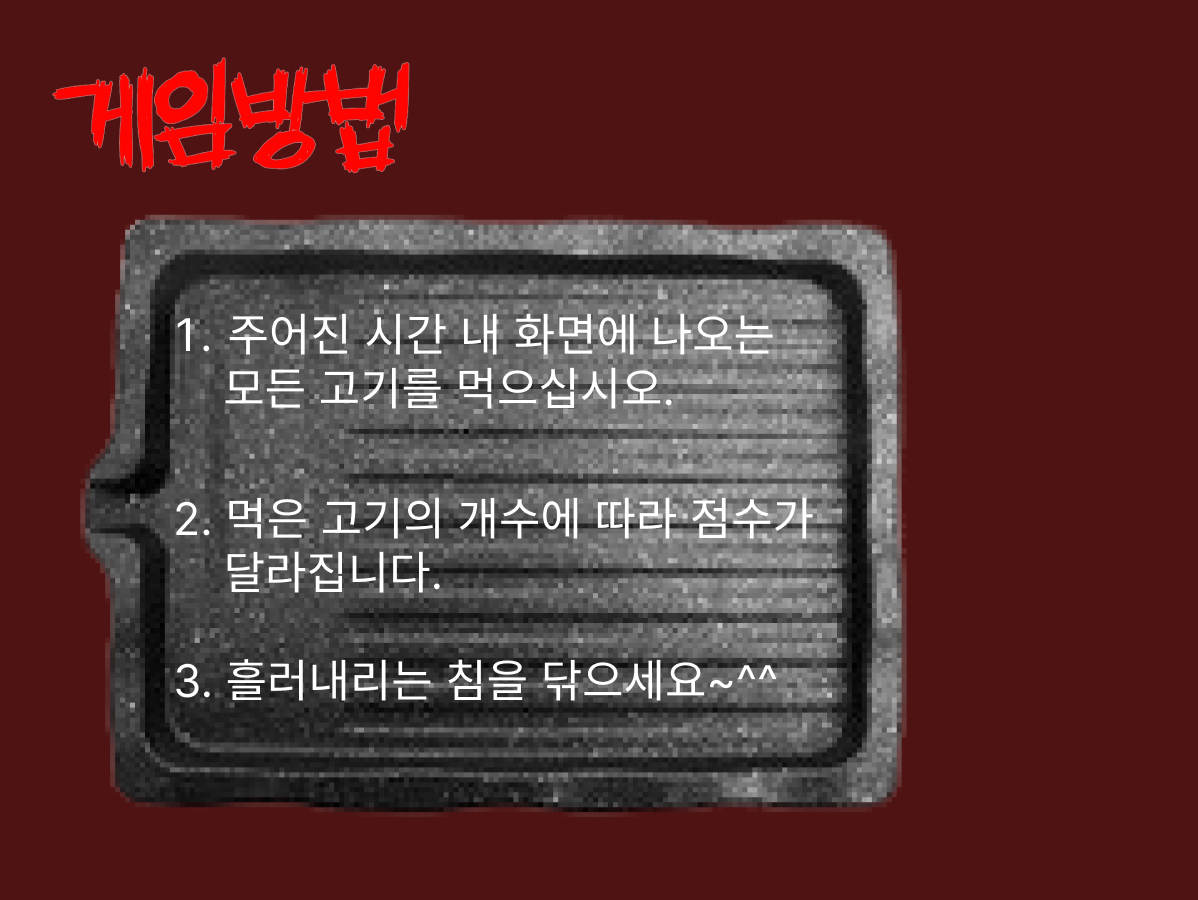 게임방법
1. 주어진 시간 내 화면에 나오는
모든 고기를 먹으십시오.
2. 먹은 고기의 개수에 따라 점수가
달라집니다.
3. 흘러내리는 침을 닦으세요~^^